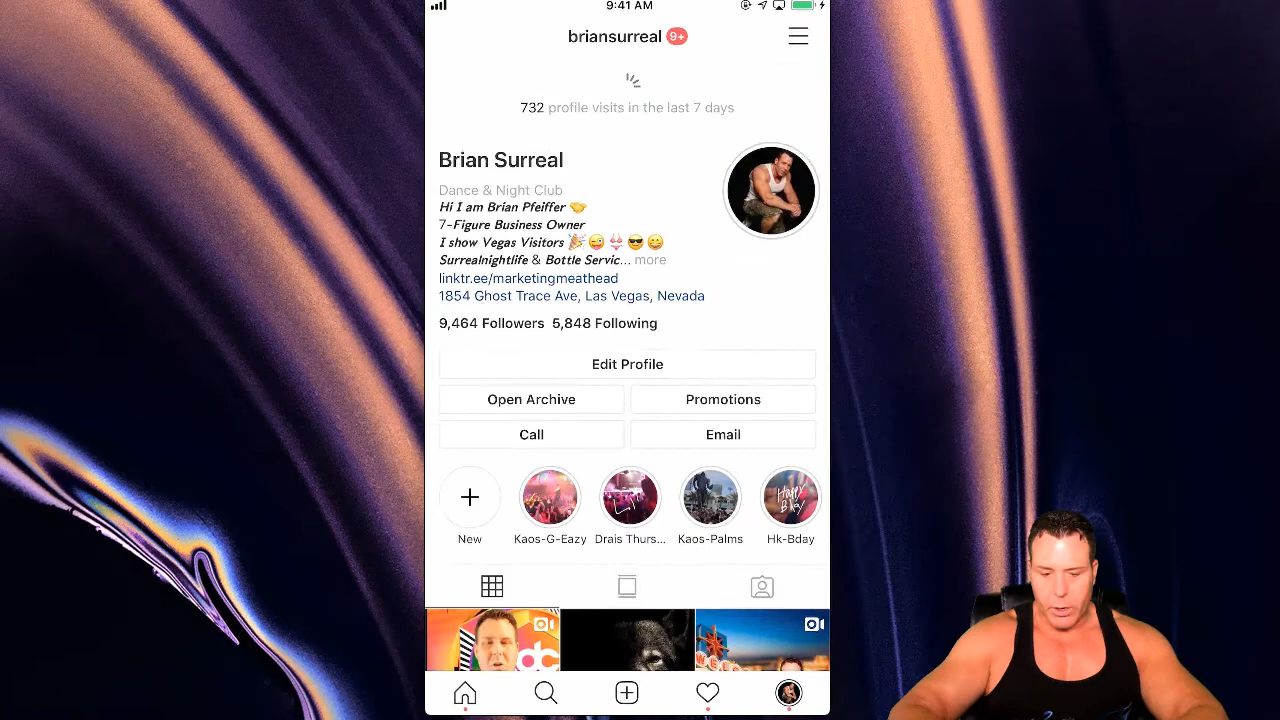 9:41 AM
briansurreal 9+
732 profile visits in the last 7 days
Brian Surreal
Dance & Night Club
Hi I am Brian Pfeiffer 🤝
7-Figure Business Owner
I show Vegas Visitors 🎉😜👙😎😀
Surrealnightlife & Bottle Servic... more
linktr.ee/marketingmeathead
1854 Ghost Trace Ave, Las Vegas, Nevada
9,464 Followers 5,848 Following
Edit Profile
Open Archive Promotions
Call Email
LIT Happy Bday
New Kaos-G-Eazy Drais Thurs... Kaos-Palms Hk-Bday